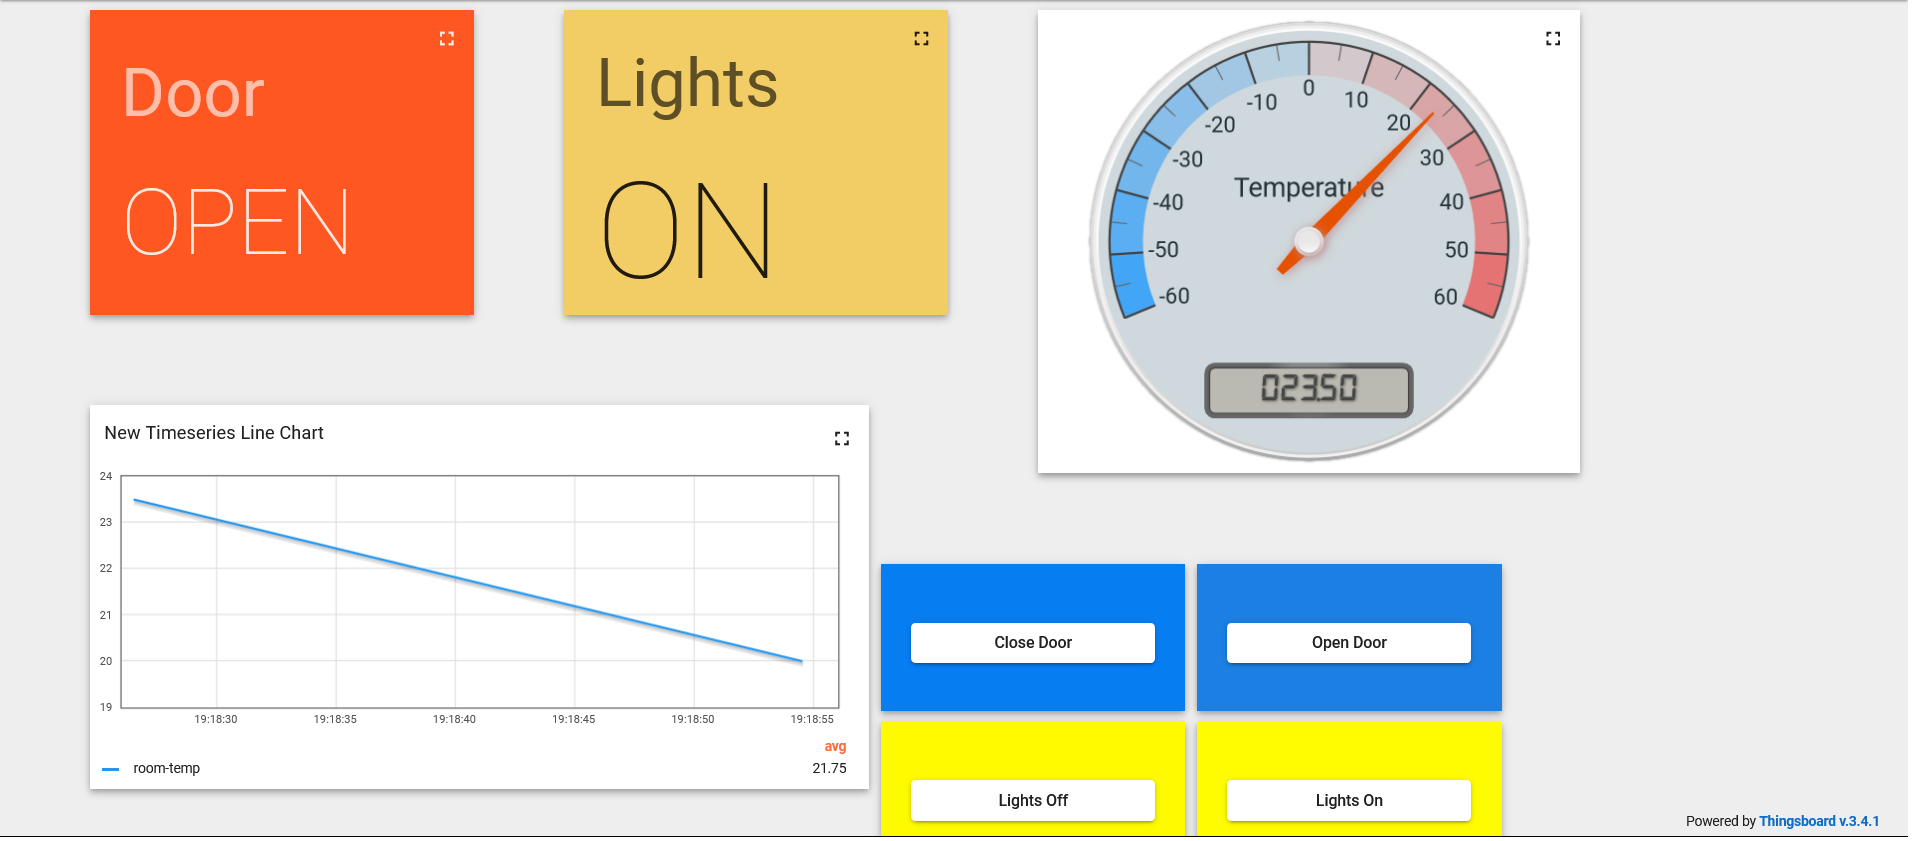 Door
OPEN
Lights
ON
0
-10
10
-20
20
-30
30
Temperature
-40
40
-50
50
-60
60
023.50
New Timeseries Line Chart
24
23
22
21
20
19
19:18:30 19:18:35 19:18:40 19:18:45 19:18:50 19:18:55
avg
room-temp 21.75
Close Door
Open Door
Lights Off
Lights On
Powered by Thingsboard v.3.4.1